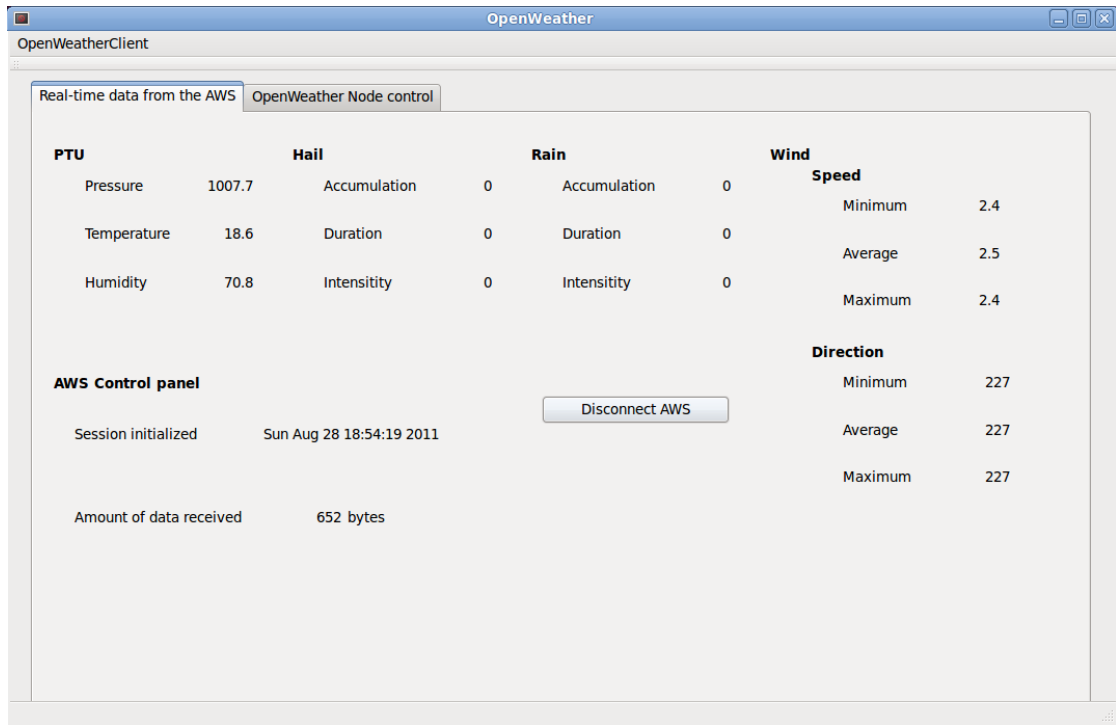 OpenWeather
OpenWeatherClient
Real-time data from the AWS OpenWeather Node control
PTU Hail Rain Wind
Speed
Pressure 1007.7 Accumulation 0 Accumulation 0
Minimum 2.4
Temperature 18.6 Duration 0 Duration 0
Average 2.5
Humidity 70.8 Intensitity 0 Intensitity 0
Maximum 2.4
Direction
AWS Control panel Minimum 227
Disconnect AWS
Session initialized Sun Aug 28 18:54:19 2011 Average 227
Maximum 227
Amount of data received 652 bytes